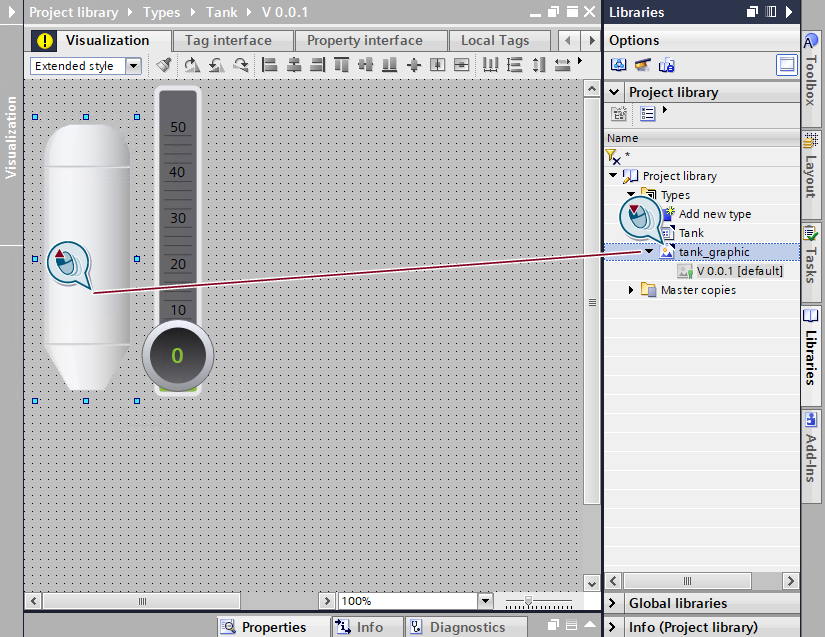 Project library ▸ Types ▸ Tank ▸ V 0.0.1
Visualization
Tag interface
Property interface
Local Tags
Extended style
Visualization
50
40
30
20
10
0
100%
Properties
Info
Diagnostics
Libraries
Options
Project library
Name
*
Project library
Types
Add new type
Tank
tank_graphic
V 0.0.1 [default]
Master copies
Global libraries
Info (Project library)
Toolbox
Layout
Tasks
Libraries
Add-Ins